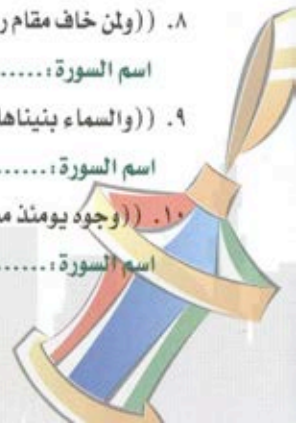 ٨. ((ولمن خاف مقام ر
اسم السورة:......
٩. ((والسماء بنيناها
اسم السورة:......
١٠. ((وجوه يومئذ م
اسم السورة:......